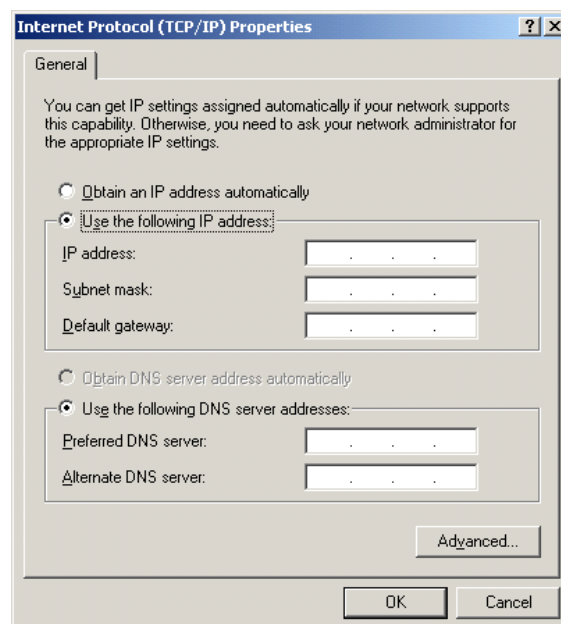 Internet Protocol (TCP/IP) Properties
General
You can get IP settings assigned automatically if your network supports
this capability. Otherwise, you need to ask your network administrator for
the appropriate IP settings.
Obtain an IP address automatically
Use the following IP address:
IP address:
Subnet mask:
Default gateway:
Obtain DNS server address automatically
Use the following DNS server addresses:
Preferred DNS server:
Alternate DNS server:
Advanced...
OK Cancel